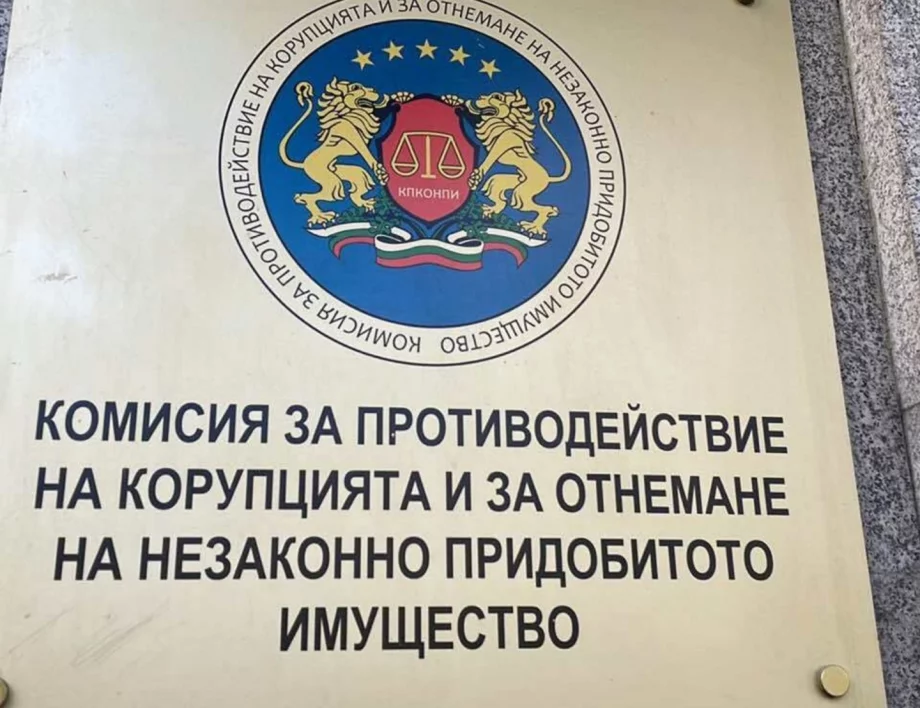 КОМИСИЯ ЗА ПРОТИВОДЕЙСТВИЕ НА КОРУПЦИЯТА И ЗА ОТНЕМАНЕ НА НЕЗАКОННО ПРИДОБИТОТО ИМУЩЕСТВО
КПКОНПИ
КОМИСИЯ ЗА ПРОТИВОДЕЙСТВИЕ
НА КОРУПЦИЯТА И ЗА ОТНЕМАНЕ
НА НЕЗАКОННО ПРИДОБИТОТО
ИМУЩЕСТВО